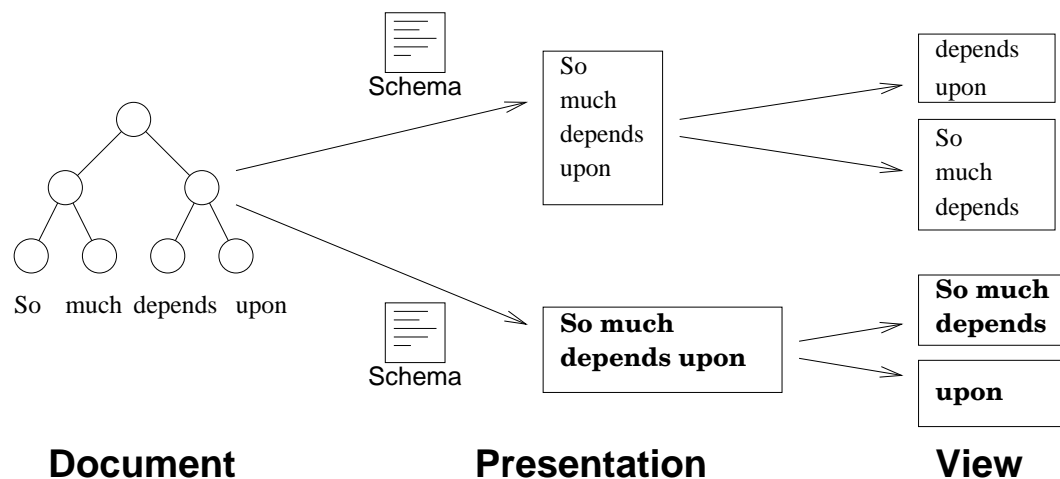 Schema
So
much
depends
upon
depends
upon
So
much
depends
So much depends upon
Schema
So much
depends upon
So much
depends
upon
Document Presentation View